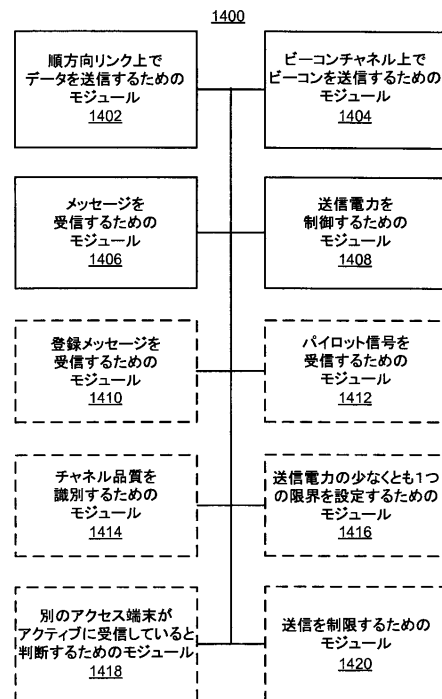 1400
順方向リンク上で
データを送信するための
モジュール
1402
ビーコンチャネル上で
ビーコンを送信するための
モジュール
1404
メッセージを
受信するための
モジュール
1406
送信電力を
制御するための
モジュール
1408
登録メッセージを
受信するための
モジュール
1410
パイロット信号を
受信するための
モジュール
1412
チャネル品質を
識別するための
モジュール
1414
送信電力の少なくとも1つ
の限界を設定するための
モジュール
1416
別のアクセス端末が
アクティブに受信していると
判断するためのモジュール
1418
送信を制限するための
モジュール
1420